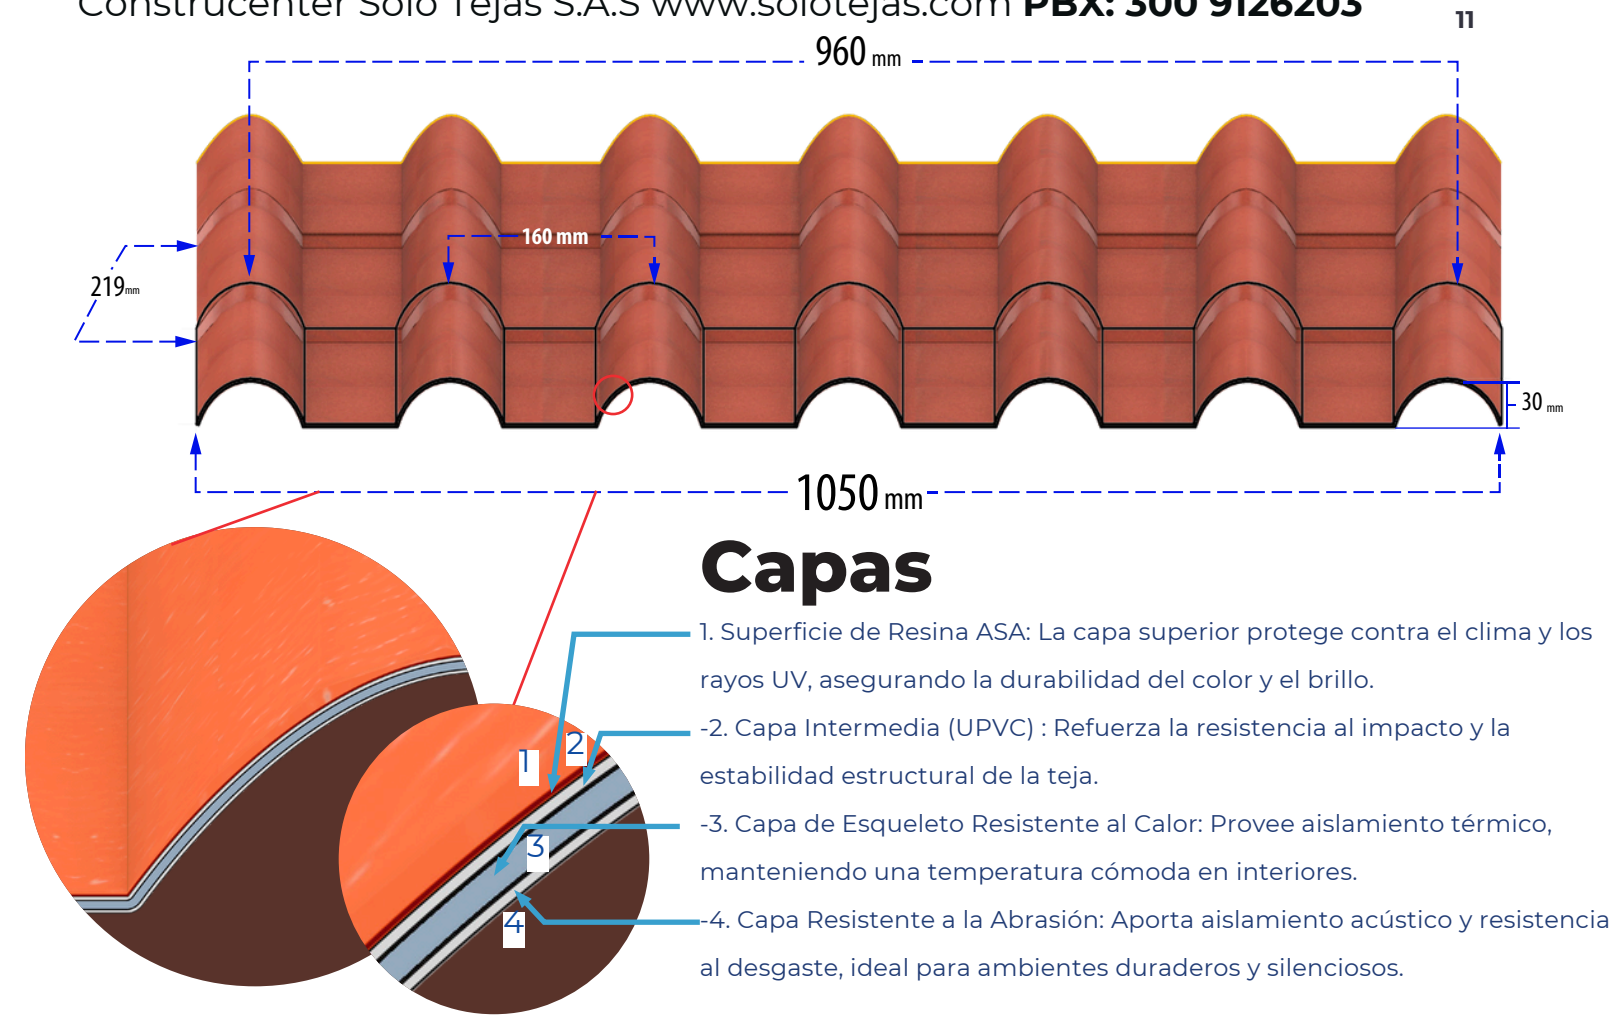 Construcenter Solo Tejas S.A.S www.solotejas.com PBX: 300 9126203
11
960 mm
160 mm
219mm
30 mm
1050 mm
Capas
1. Superficie de Resina ASA: La capa superior protege contra el clima y los
rayos UV, asegurando la durabilidad del color y el brillo.
-2. Capa Intermedia (UPVC) : Refuerza la resistencia al impacto y la
estabilidad estructural de la teja.
-3. Capa de Esqueleto Resistente al Calor: Provee aislamiento térmico,
manteniendo una temperatura cómoda en interiores.
-4. Capa Resistente a la Abrasión: Aporta aislamiento acústico y resistencia
al desgaste, ideal para ambientes duraderos y silenciosos.
1
2
3
4